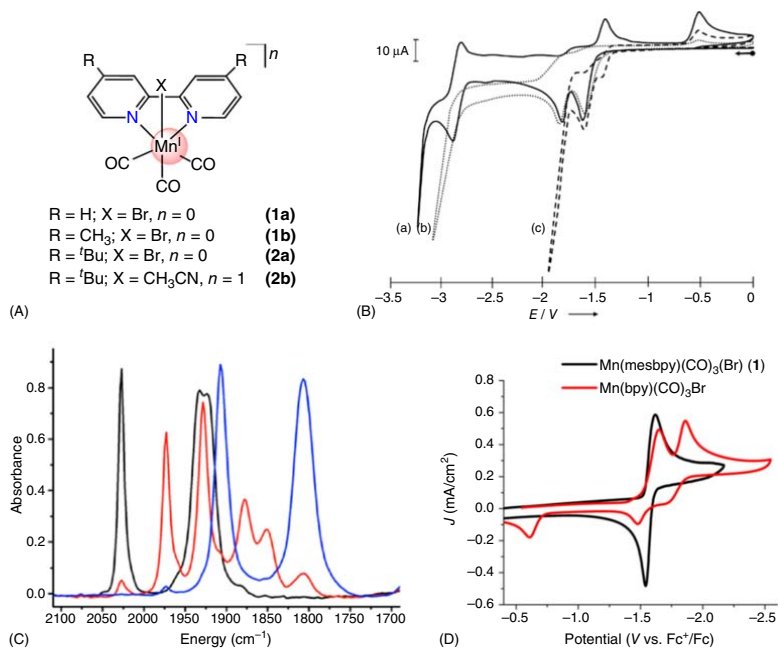 R
R
n
X
N
N
Mn^I
OC
CO
CO
R = H; X = Br, n = 0 (1a)
R = CH₃; X = Br, n = 0 (1b)
R = ᵗBu; X = Br, n = 0 (2a)
R = ᵗBu; X = CH₃CN, n = 1 (2b)
(A)
10 µA
(a)
(b)
(c)
−3.5 −3 −2.5 −2 −1.5 −1 −0.5 0
E / V
(B)
Absorbance
0.8
0.6
0.4
0.2
0.0
2100 2050 2000 1950 1900 1850 1800 1750 1700
Energy (cm⁻¹)
(C)
Mn(mesbpy)(CO)₃(Br) (1)
Mn(bpy)(CO)₃Br
J (mA/cm²)
0.8
0.6
0.4
0.2
0.0
−0.2
−0.4
−0.6
−0.5 −1.0 −1.5 −2.0 −2.5
Potential (V vs. Fc⁺/Fc)
(D)